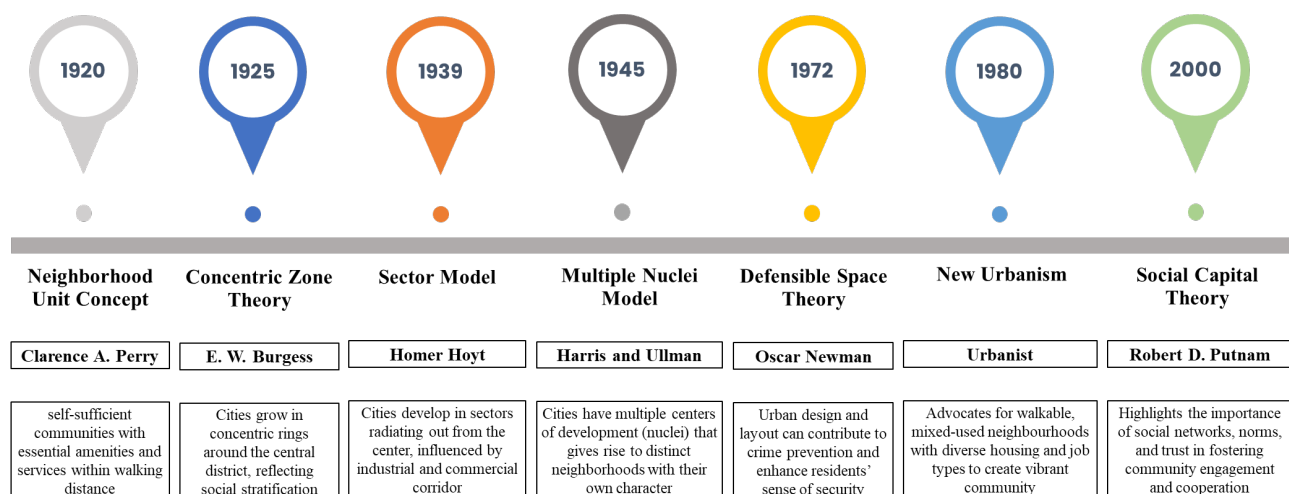 1920
1925
1939
1945
1972
1980
2000
Neighborhood
Unit Concept
Concentric Zone
Theory
Sector Model
Multiple Nuclei
Model
Defensible Space
Theory
New Urbanism
Social Capital
Theory
Clarence A. Perry
E. W. Burgess
Homer Hoyt
Harris and Ullman
Oscar Newman
Urbanist
Robert D. Putnam
self-sufficient
communities with
essential amenities and
services within walking
distance
Cities grow in
concentric rings
around the central
district, reflecting
social stratification
Cities develop in sectors
radiating out from the
center, influenced by
industrial and commercial
corridor
Cities have multiple centers
of development (nuclei) that
gives rise to distinct
neighborhoods with their
own character
Urban design and
layout can contribute to
crime prevention and
enhance residents’
sense of security
Advocates for walkable,
mixed-used neighbourhoods
with diverse housing and job
types to create vibrant
community
Highlights the importance
of social networks, norms,
and trust in fostering
community engagement
and cooperation